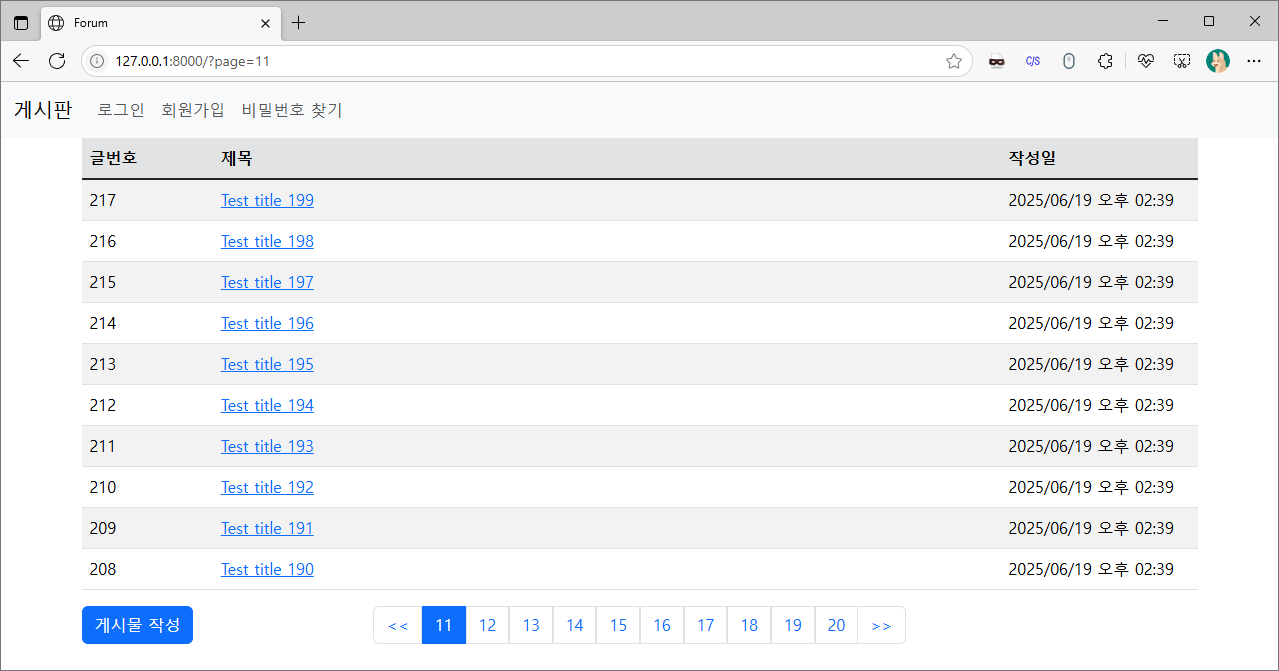 Forum
127.0.0.1:8000/?page=11
C/S
게시판 로그인 회원가입 비밀번호 찾기
글번호 제목 작성일
217 Test title 199 2025/06/19 오후 02:39
216 Test title 198 2025/06/19 오후 02:39
215 Test title 197 2025/06/19 오후 02:39
214 Test title 196 2025/06/19 오후 02:39
213 Test title 195 2025/06/19 오후 02:39
212 Test title 194 2025/06/19 오후 02:39
211 Test title 193 2025/06/19 오후 02:39
210 Test title 192 2025/06/19 오후 02:39
209 Test title 191 2025/06/19 오후 02:39
208 Test title 190 2025/06/19 오후 02:39
게시물 작성 << 11 12 13 14 15 16 17 18 19 20 >>